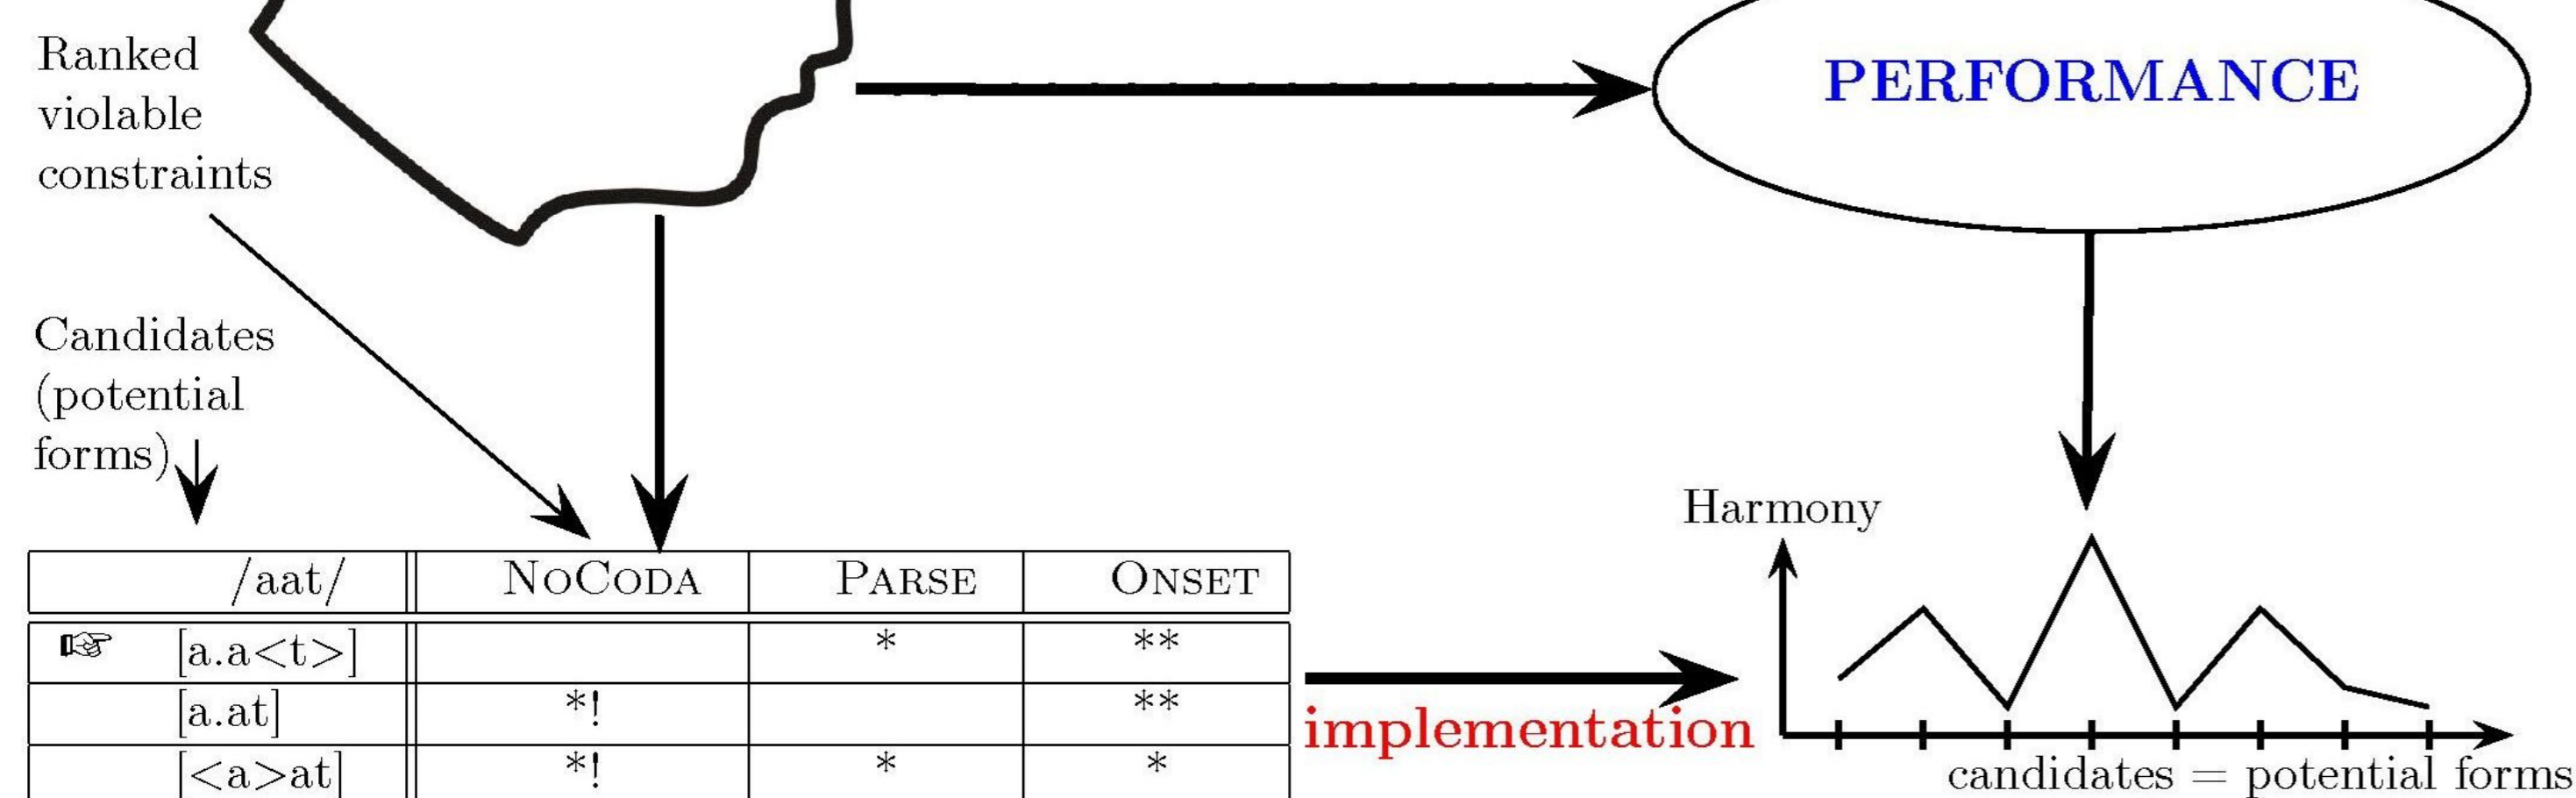 Ranked
violable
constraints
PERFORMANCE
Candidates
(potential
forms)
Harmony
/aat/ NOCODA PARSE ONSET
☞ [a.a<t>] * **
[a.at] *! **
[<a>at] *! * *
implementation
candidates = potential forms